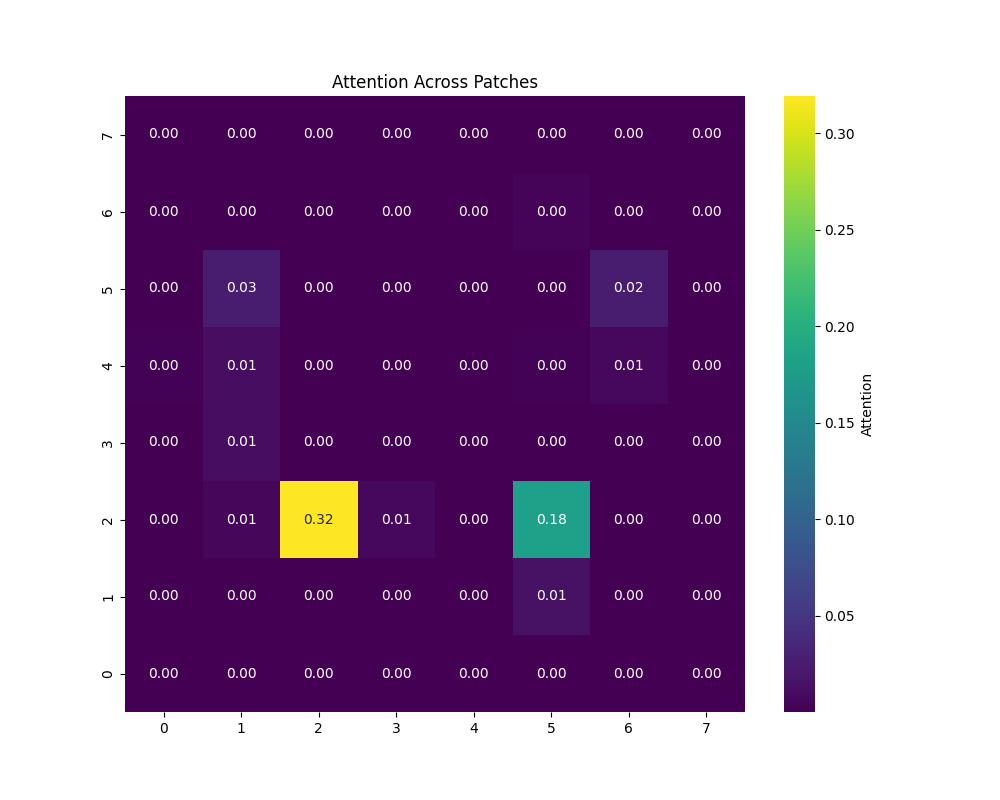 Attention Across Patches
7 0.00 0.00 0.00 0.00 0.00 0.00 0.00 0.00
6 0.00 0.00 0.00 0.00 0.00 0.00 0.00 0.00
5 0.00 0.03 0.00 0.00 0.00 0.00 0.02 0.00
4 0.00 0.01 0.00 0.00 0.00 0.00 0.01 0.00
3 0.00 0.01 0.00 0.00 0.00 0.00 0.00 0.00
2 0.00 0.01 0.32 0.01 0.00 0.18 0.00 0.00
1 0.00 0.00 0.00 0.00 0.00 0.01 0.00 0.00
0 0.00 0.00 0.00 0.00 0.00 0.00 0.00 0.00
0 1 2 3 4 5 6 7
0.30
0.25
0.20
0.15
0.10
0.05
Attention